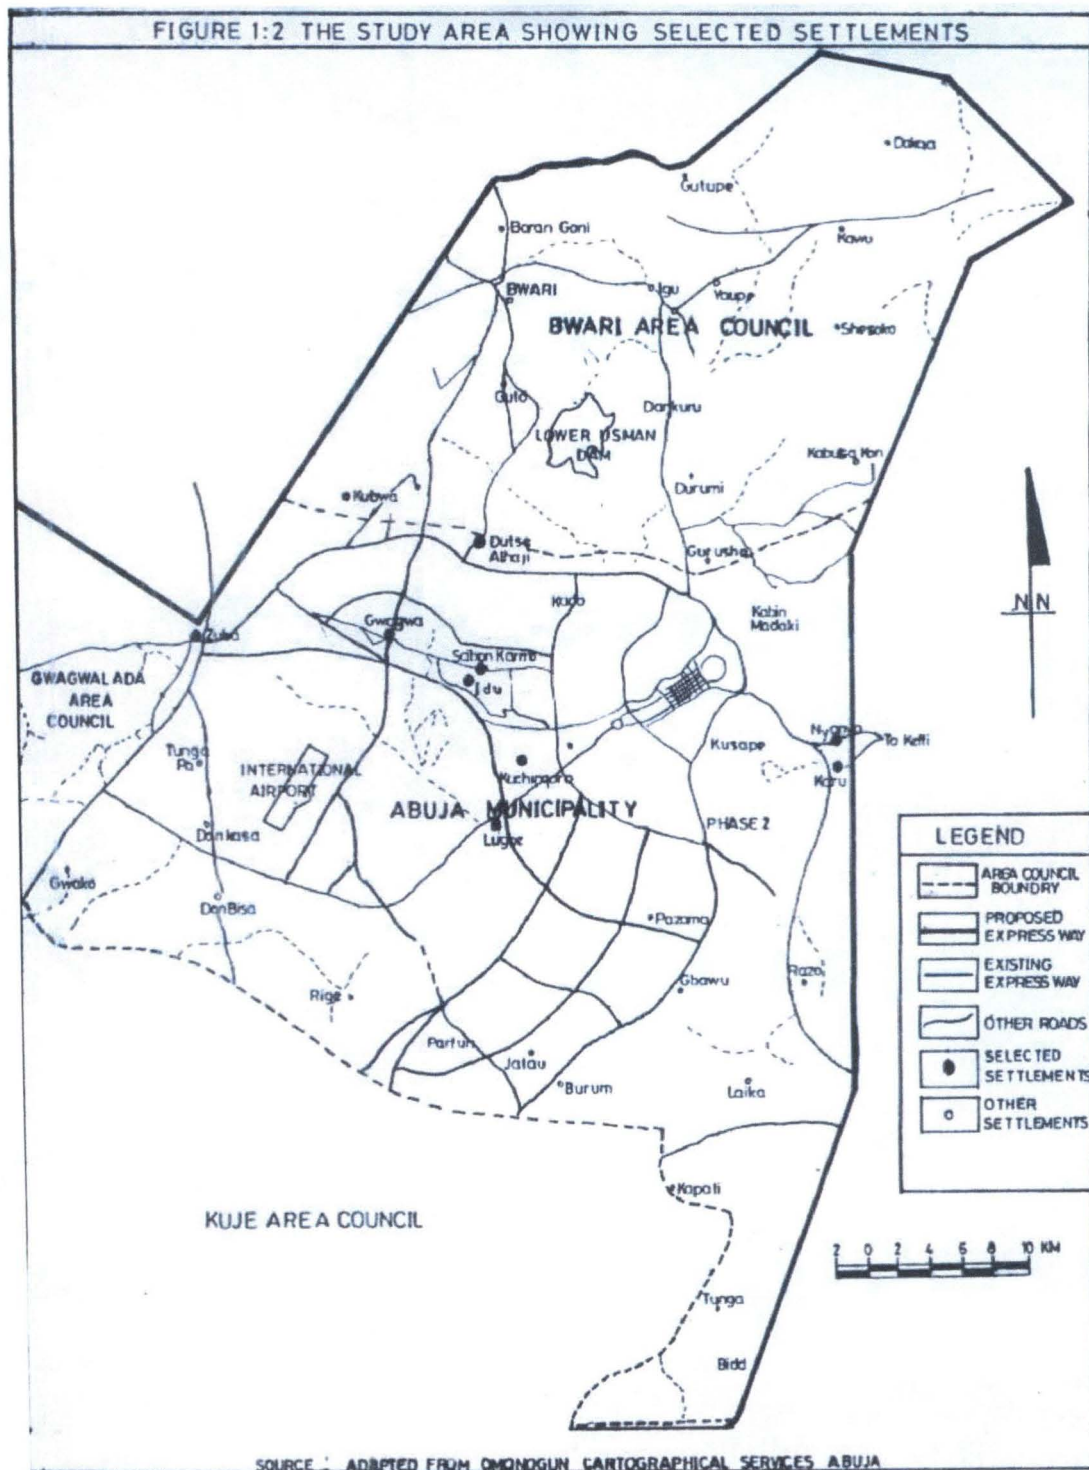 FIGURE 1:2 THE STUDY AREA SHOWING SELECTED SETTLEMENTS
Dakqa
Gutupe
Baran Goni
Kawu
BWARI
Igu
Yaupe
BWARI AREA COUNCIL
Shesoko
Guto
Dankuru
LOWER USMAN
DAM
Kabusa Kon
Kubwa
Durumi
Dutse
Alhaji
Gurusha
Kado
Kabin
Madaki
Gwagwa
Zuba
Sabon Karmo
Idu
GWAGWALADA
AREA
COUNCIL
Nyanya
To Keffi
Kusape
Tunga
Pa
INTERNATIONAL
AIRPORT
Kuchingoro
Karu
ABUJA MUNICIPALITY
PHASE 2
Dankasa
Lugbe
Gwako
DanBisa
Pazama
Gbawu
Razo
Rige
Parfun
Jatau
Burum
Laika
LEGEND
AREA COUNCIL
BOUNDRY
PROPOSED
EXPRESS WAY
EXISTING
EXPRESS WAY
OTHER ROADS
SELECTED
SETTLEMENTS
OTHER
SETTLEMENTS
N N
Kapati
KUJE AREA COUNCIL
2 0 2 4 6 8 10 KM
Tunga
Bidd
SOURCE : ADAPTED FROM OMONOGUN CARTOGRAPHICAL SERVICES ABUJA